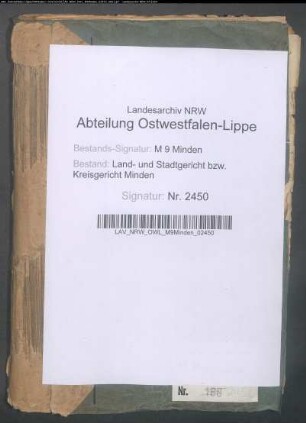 Landesarchiv NRW
Abteilung Ostwestfalen-Lippe
Bestands-Signatur: M 9 Minden
Bestand: Land- und Stadtgericht bzw.
Kreisgericht Minden
Signatur: Nr. 2450
LAV_NRW_OWL_M9Minden_02450
Nr.